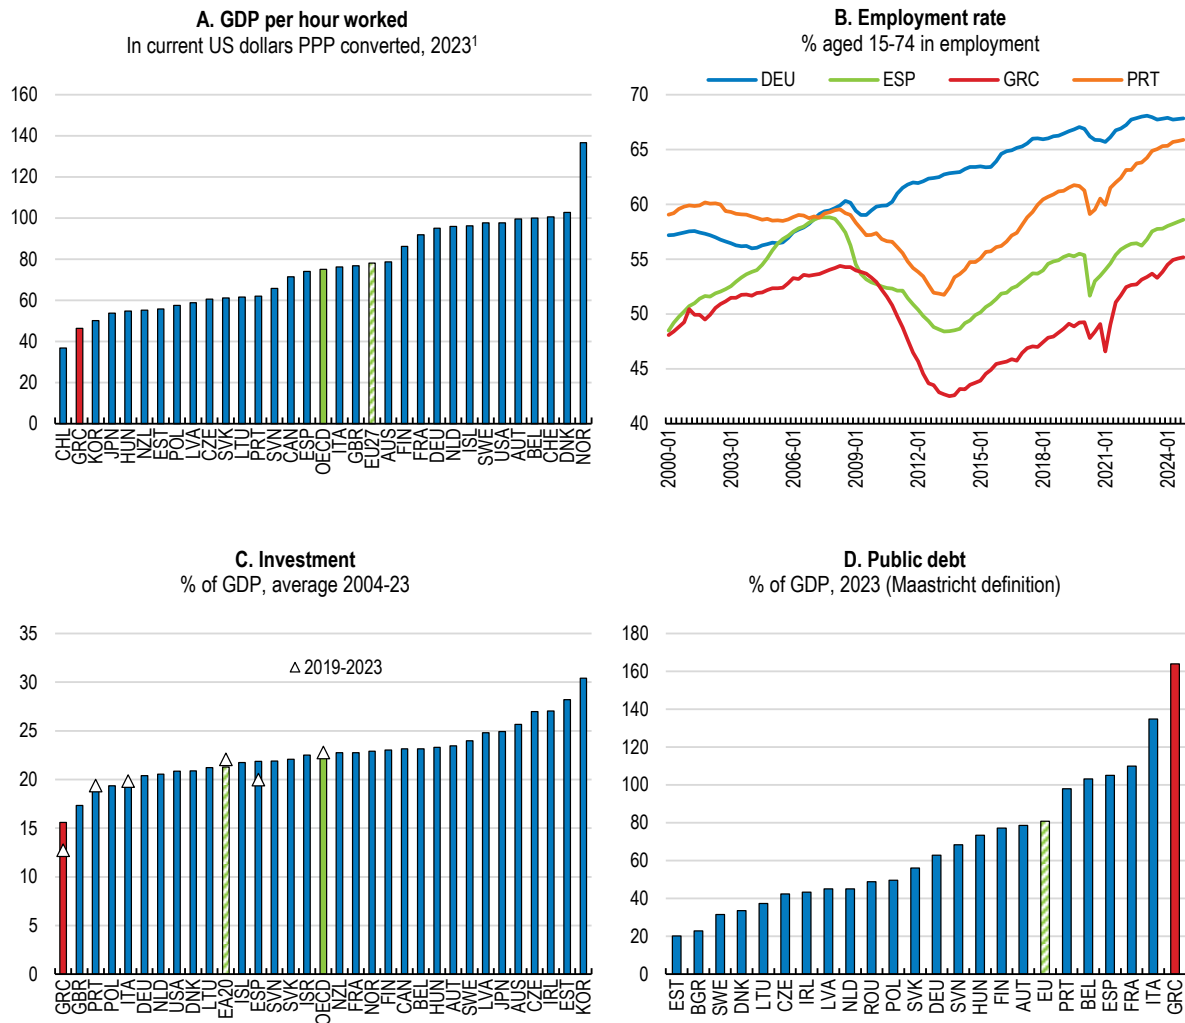 A. GDP per hour worked
In current US dollars PPP converted, 2023¹
160
140
120
100
80
60
40
20
0
CHL
GRC
KOR
JPN
HUN
NZL
EST
POL
LVA
CZE
SVK
LTU
PRT
SVN
CAN
ESP
OECD
ITA
GBR
EU27
AUS
FIN
FRA
DEU
NLD
ISL
SWE
USA
AUT
BEL
CHE
DNK
NOR
B. Employment rate
% aged 15-74 in employment
DEU ESP GRC PRT
70
65
60
55
50
45
40
2000-01
2003-01
2006-01
2009-01
2012-01
2015-01
2018-01
2021-01
2024-01
C. Investment
% of GDP, average 2004-23
35
30
25
20
15
10
5
0
2019-2023
GRC
GBR
PRT
POL
ITA
DEU
NLD
USA
DNK
LTU
EA20
ISL
ESP
SVN
SVK
ISR
OECD
NZL
FRA
NOR
FIN
CAN
BEL
HUN
AUT
SWE
LVA
JPN
AUS
CZE
IRL
EST
KOR
D. Public debt
% of GDP, 2023 (Maastricht definition)
180
160
140
120
100
80
60
40
20
0
EST
BGR
SWE
DNK
LTU
CZE
IRL
LVA
NLD
ROU
POL
SVK
DEU
SVN
HUN
FIN
AUT
EU
PRT
BEL
ESP
FRA
ITA
GRC